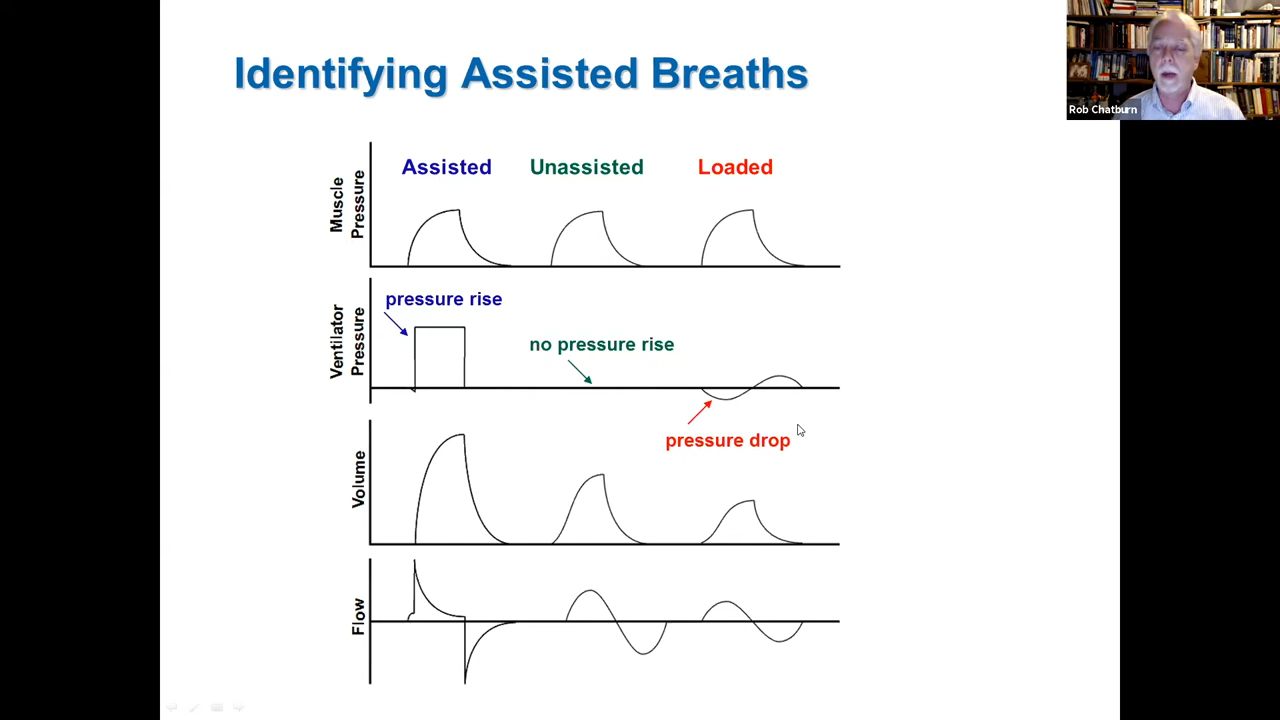 Identifying Assisted Breaths
Rob Chatburn
Assisted
Unassisted
Loaded
Muscle
Pressure
pressure rise
no pressure rise
pressure drop
Ventilator
Pressure
Volume
Flow